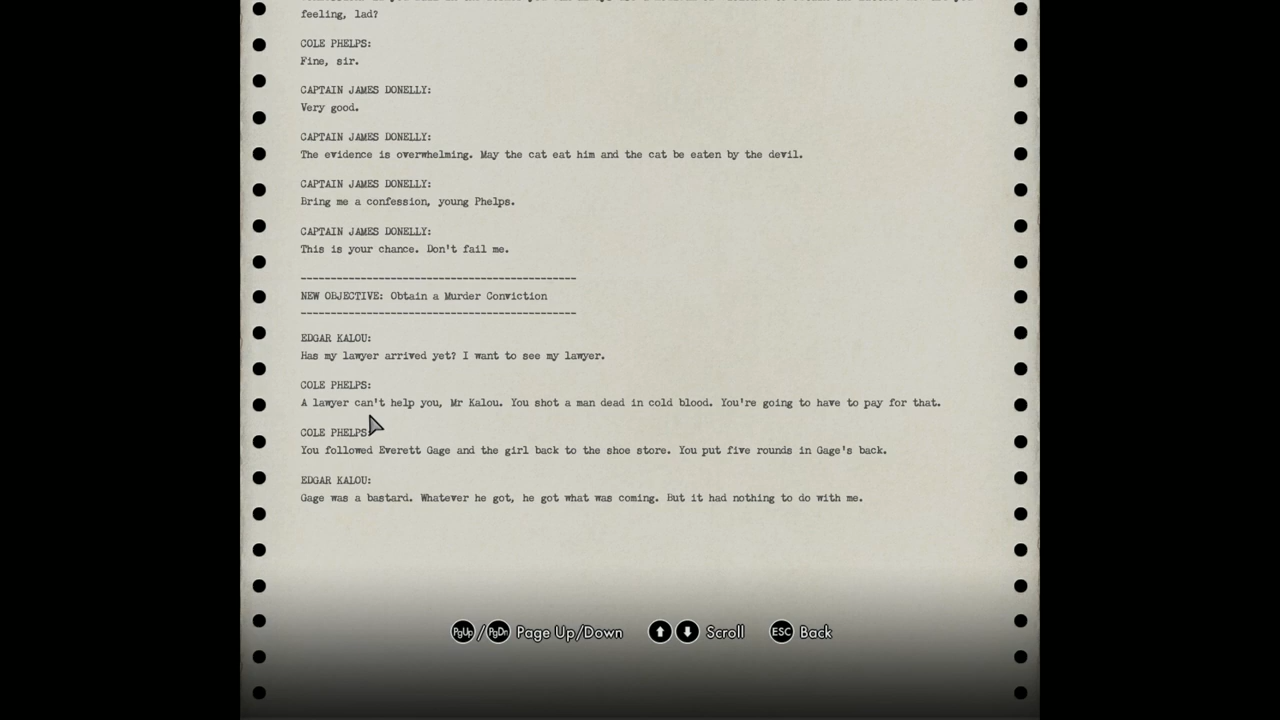 feeling, lad?
COLE PHELPS:
Fine, sir.
CAPTAIN JAMES DONELLY:
Very good.
CAPTAIN JAMES DONELLY:
The evidence is overwhelming. May the cat eat him and the cat be eaten by the devil.
CAPTAIN JAMES DONELLY:
Bring me a confession, young Phelps.
CAPTAIN JAMES DONELLY:
This is your chance. Don't fail me.
----------------------------------------------
NEW OBJECTIVE: Obtain a Murder Conviction
----------------------------------------------
EDGAR KALOU:
Has my lawyer arrived yet? I want to see my lawyer.
COLE PHELPS:
A lawyer can't help you, Mr Kalou. You shot a man dead in cold blood. You're going to have to pay for that.
COLE PHELPS:
You followed Everett Gage and the girl back to the shoe store. You put five rounds in Gage's back.
EDGAR KALOU:
Gage was a bastard. Whatever he got, he got what was coming. But it had nothing to do with me.
PgUp/PgDn Page Up/Down Scroll ESC Back